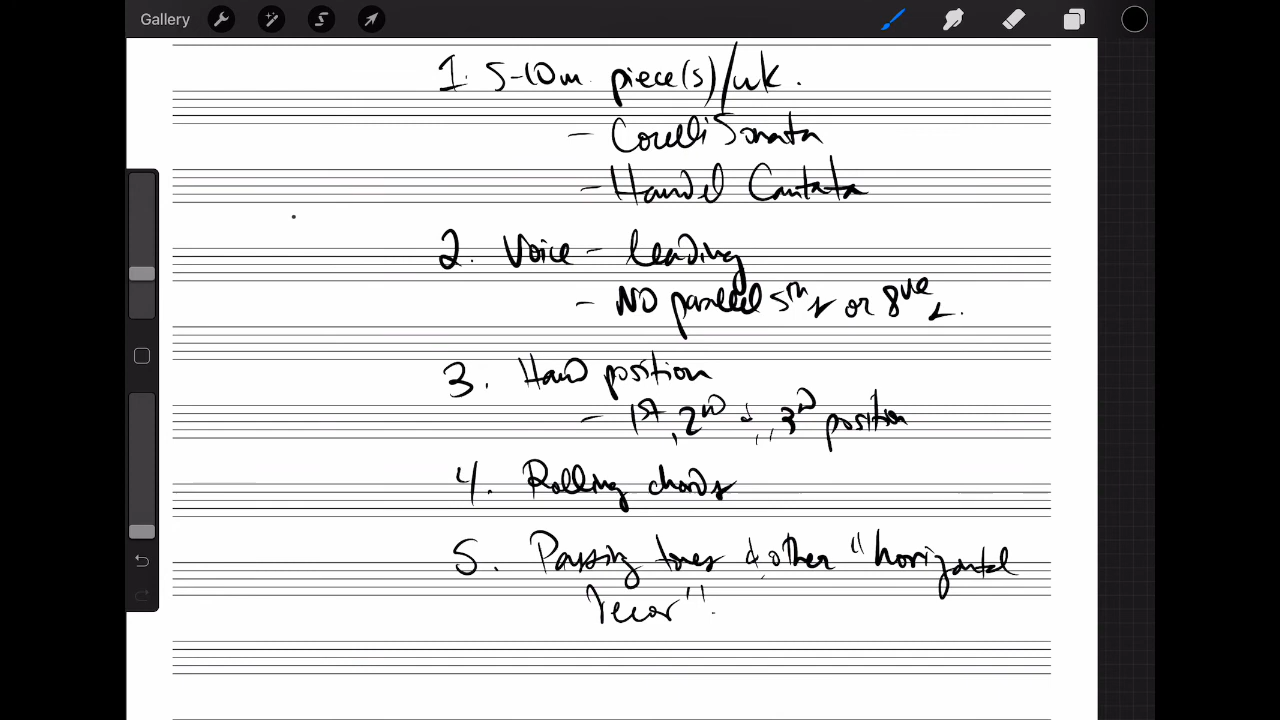 Gallery
1. 5-10m. piece(s)/wk.
- Corelli Sonata
- Handel Cantata
2. Voice - leading
- NO parallel 5ths or 8ves.
3. Hand position
- 1st, 2nd & 3rd position
4. Rolling chords
5. Passing tones & other "horizontal
decor".